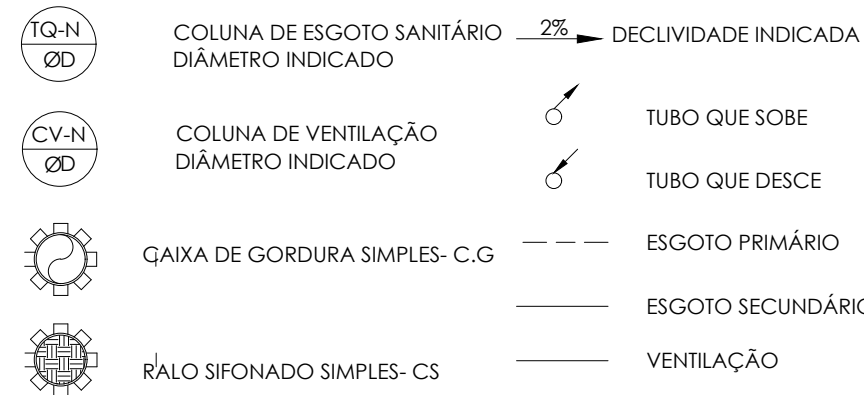 TQ-N
ØD
COLUNA DE ESGOTO SANITÁRIO
DIÂMETRO INDICADO
CV-N
ØD
COLUNA DE VENTILAÇÃO
DIÂMETRO INDICADO
CAIXA DE GORDURA SIMPLES- C.G
RALO SIFONADO SIMPLES- CS
2% DECLIVIDADE INDICADA
TUBO QUE SOBE
TUBO QUE DESCE
ESGOTO PRIMÁRIO
ESGOTO SECUNDÁRIO
VENTILAÇÃO